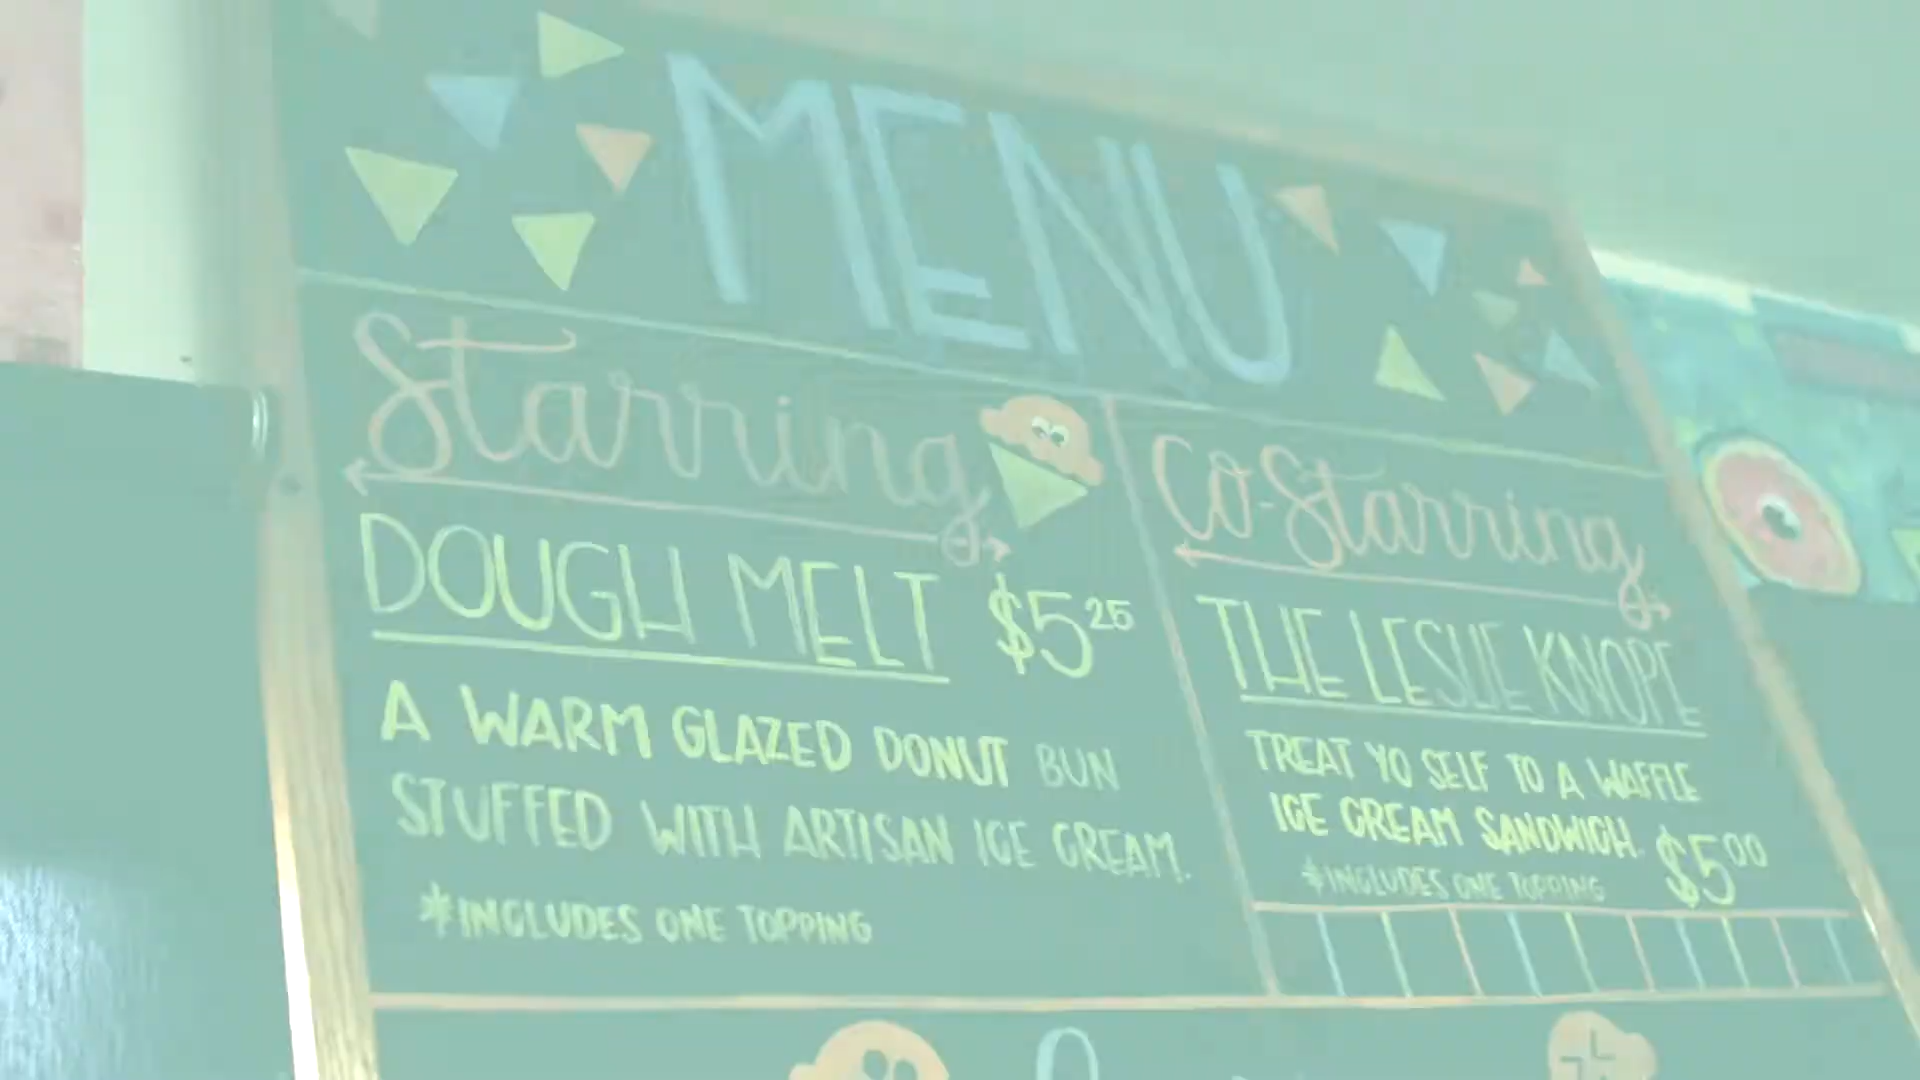 MENU
Starring
DOUGH MELT $5.25
A WARM GLAZED DONUT BUN
STUFFED WITH ARTISAN ICE CREAM.
*INCLUDES ONE TOPPING
Co-Starring
THE LESLIE KNOPE
TREAT YO SELF TO A WAFFLE
ICE CREAM SANDWICH. $5.00
*INCLUDES ONE TOPPING